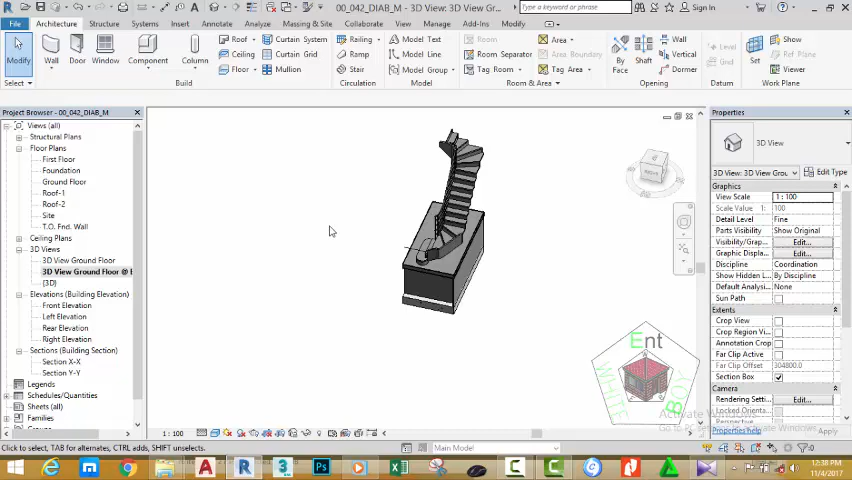 00_042_DIAB_M - 3D View: 3D View Gr...
Type a keyword or phrase
Sign In
File Architecture Structure Systems Insert Annotate Analyze Massing & Site Collaborate View Manage Add-Ins Modify
Modify
Wall
Door
Window
Component
Column
Roof
Ceiling
Floor
Curtain System
Curtain Grid
Mullion
Railing
Ramp
Stair
Model Text
Model Line
Model Group
Room
Room Separator
Tag Room
Area
Area Boundary
Tag Area
By Face
Shaft
Wall
Vertical
Dormer
Level
Grid
Set
Show
Ref Plane
Viewer
Select
Build
Circulation
Model
Room & Area
Opening
Datum
Work Plane
Project Browser - 00_042_DIAB_M
Views (all)
Structural Plans
Floor Plans
First Floor
Foundation
Ground Floor
Roof-1
Roof-2
Site
T.O. Fnd. Wall
Ceiling Plans
3D Views
3D View Ground Floor
3D View Ground Floor @
{3D}
Elevations (Building Elevation)
Front Elevation
Left Elevation
Rear Elevation
Right Elevation
Sections (Building Section)
Section X-X
Section Y-Y
Legends
Schedules/Quantities
Sheets (all)
Families
Properties
3D View
3D View: 3D View Grou
Edit Type
Graphics
View Scale 1 : 100
Scale Value 1: 100
Detail Level Fine
Parts Visibility Show Original
Visibility/Grap... Edit...
Graphic Displa... Edit...
Discipline Coordination
Show Hidden L... By Discipline
Default Analysi... None
Sun Path
Extents
Crop View
Crop Region Vi...
Annotation Crop
Far Clip Active
Far Clip Offset 304800.0
Section Box
Camera
Rendering Setti... Edit...
Locked Orienta...
Properties help
Apply
Ent
WHITE
BOY
Activate Windows
Go to PC
1 : 100
Click to select, TAB for alternates, CTRL adds, SHIFT unselects.
Main Model
:0
12:38 PM
11/4/2017